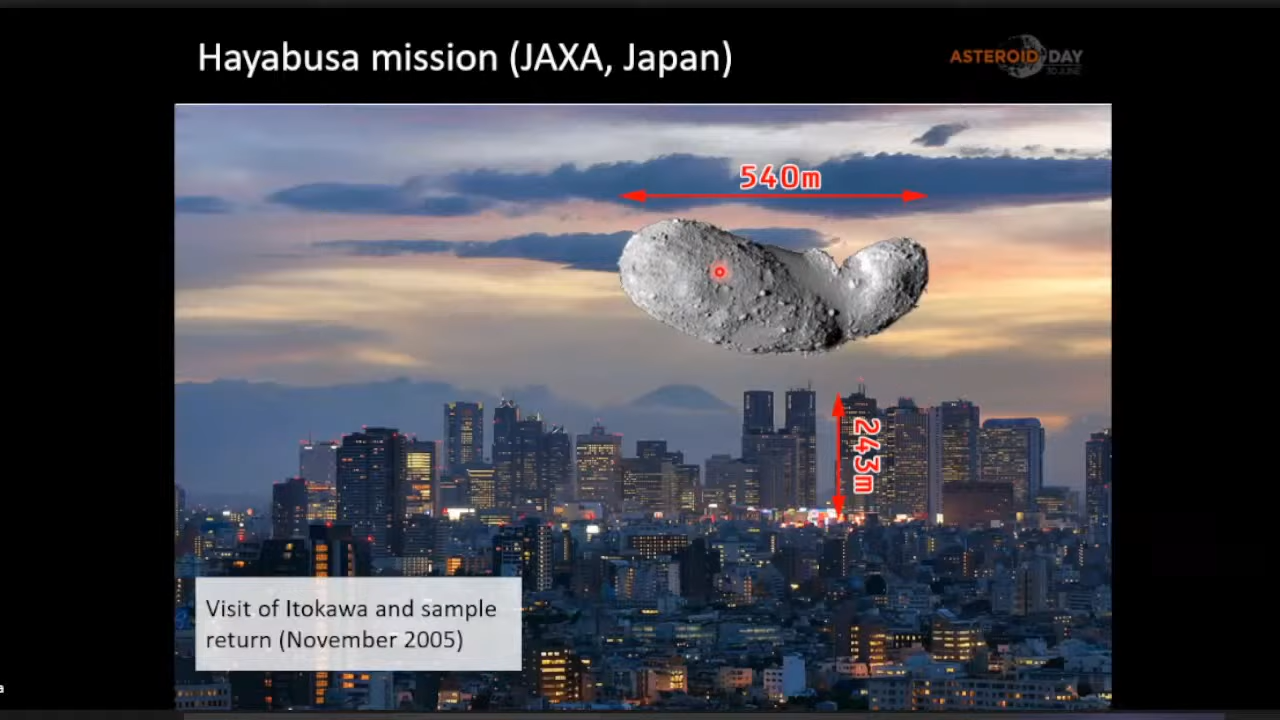 Hayabusa mission (JAXA, Japan)
ASTEROID DAY
30 JUNE
540m
243m
Visit of Itokawa and sample
return (November 2005)
a